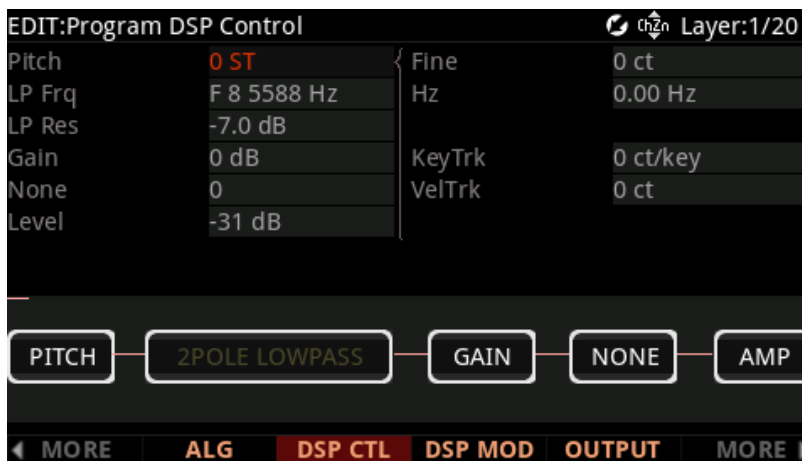 EDIT:Program DSP Control ChZn Layer:1/20
Pitch 0 ST Fine 0 ct
LP Frq F 8 5588 Hz Hz 0.00 Hz
LP Res -7.0 dB
Gain 0 dB KeyTrk 0 ct/key
None 0 VelTrk 0 ct
Level -31 dB
PITCH 2POLE LOWPASS GAIN NONE AMP
MORE ALG DSP CTL DSP MOD OUTPUT MORE